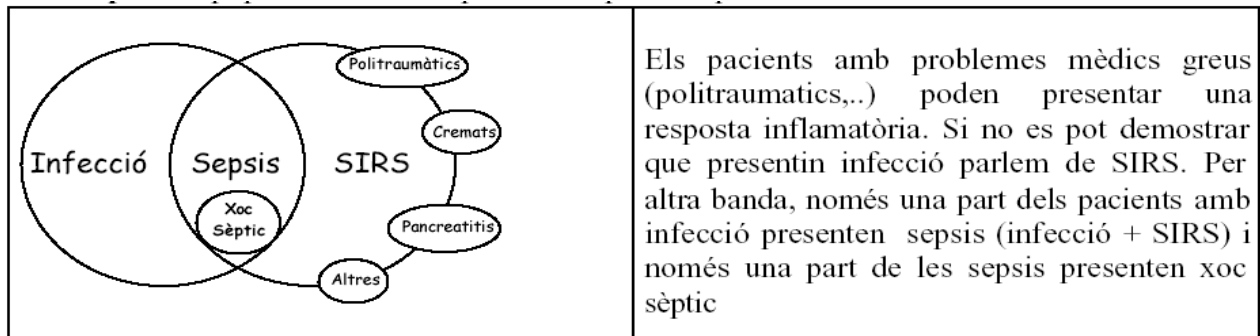 Politraumàtics
Cremats
Infecció Sepsis SIRS
Xoc
Sèptic
Pancreatitis
Altres
Els pacients amb problemes mèdics greus
(politraumatics,..) poden presentar una
resposta inflamatòria. Si no es pot demostrar
que presentin infecció parlem de SIRS. Per
altra banda, només una part dels pacients amb
infecció presenten sepsis (infecció + SIRS) i
només una part de les sepsis presenten xoc
sèptic